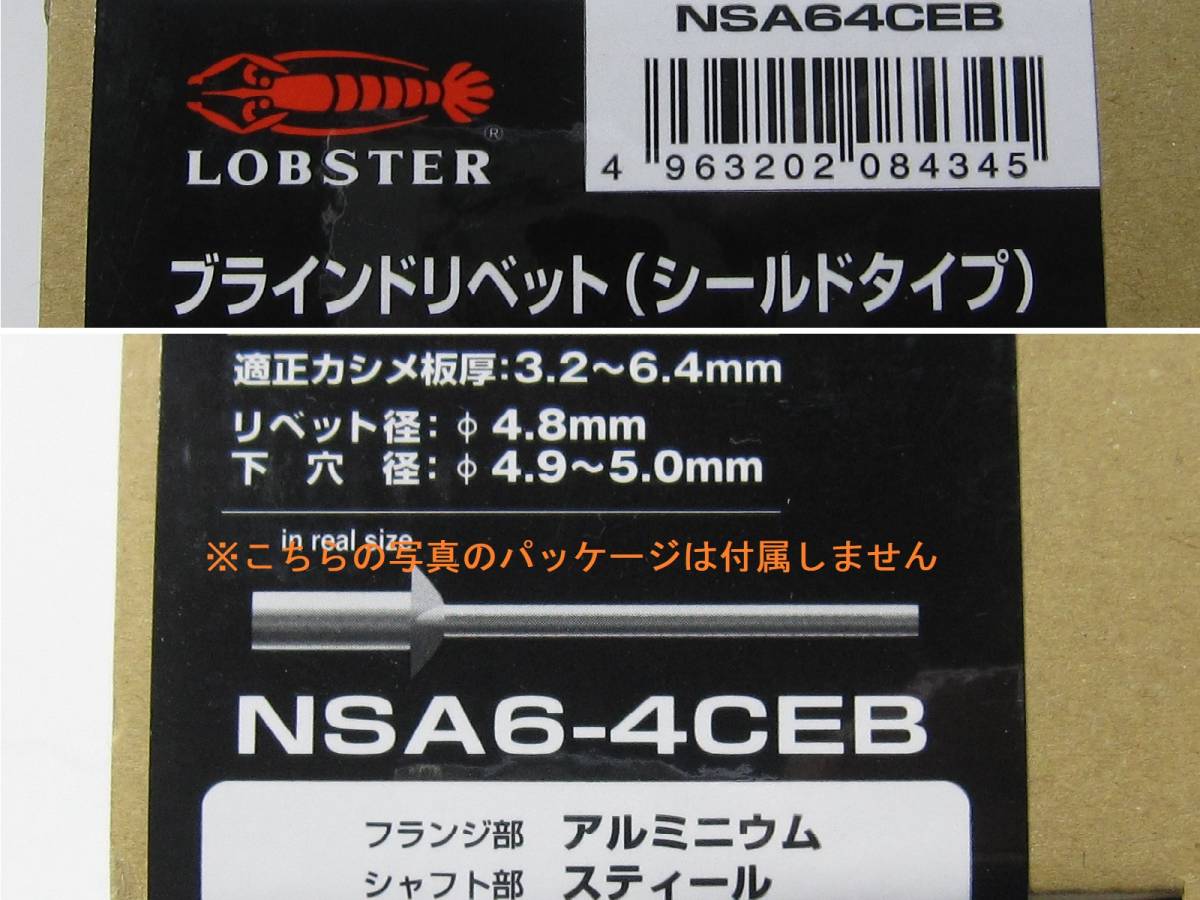 NSA64CEB
LOBSTER®
4 963202 084345
ブラインドリベット（シールドタイプ）
適正カシメ板厚：3.2～6.4mm
リベット径：φ4.8mm
下穴径：φ4.9～5.0mm
in real size
※こちらの写真のパッケージは付属しません
NSA6-4CEB
フランジ部 アルミニウム
シャフト部 スティール